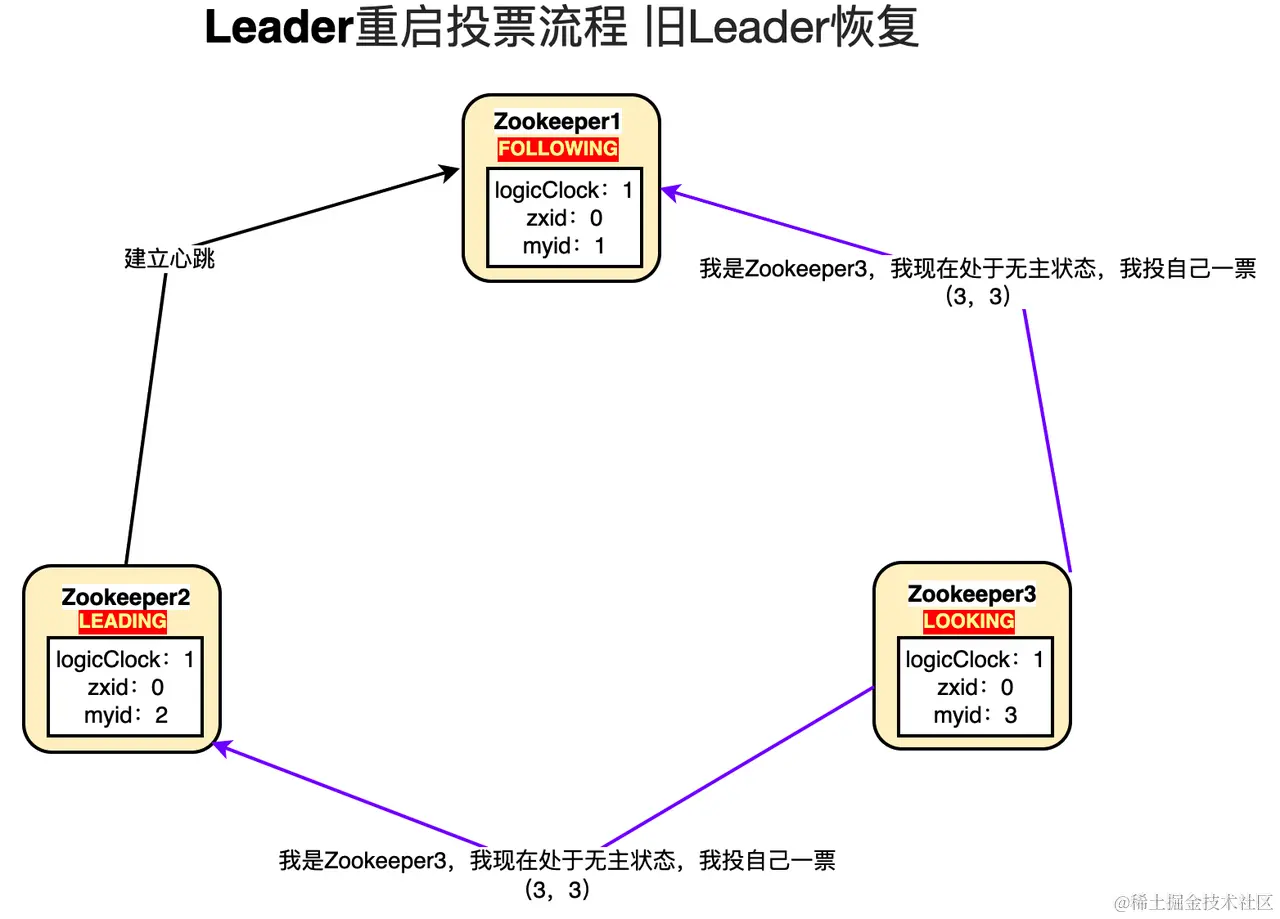 Leader重启投票流程 旧Leader恢复
Zookeeper1
FOLLOWING
logicClock：1
zxid：0
myid：1
建立心跳
我是Zookeeper3，我现在处于无主状态，我投自己一票
（3，3）
Zookeeper2
LEADING
logicClock：1
zxid：0
myid：2
Zookeeper3
LOOKING
logicClock：1
zxid：0
myid：3
我是Zookeeper3，我现在处于无主状态，我投自己一票
（3，3）
@稀土掘金技术社区